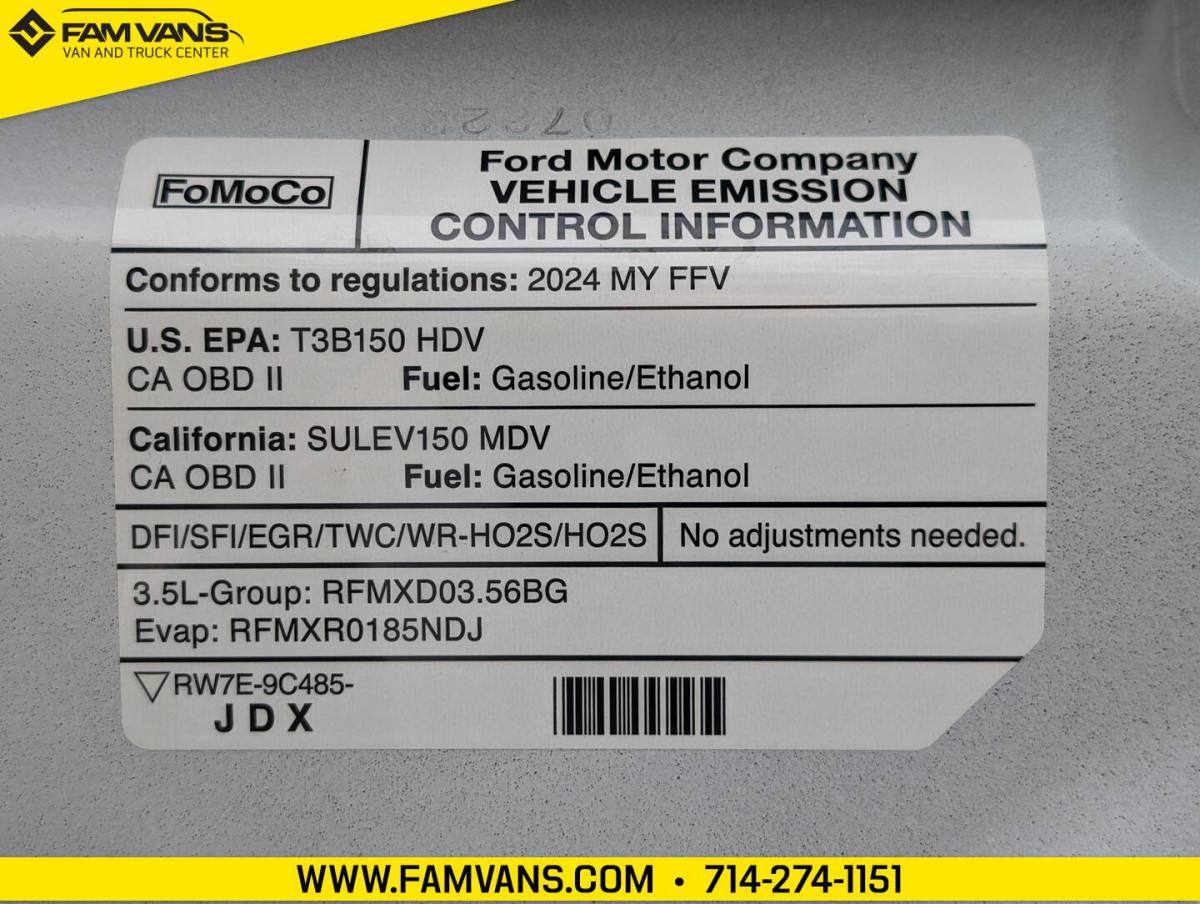 FAM VANS
VAN AND TRUCK CENTER
FoMoCo
Ford Motor Company
VEHICLE EMISSION
CONTROL INFORMATION
Conforms to regulations: 2024 MY FFV
U.S. EPA: T3B150 HDV
CA OBD II Fuel: Gasoline/Ethanol
California: SULEV150 MDV
CA OBD II Fuel: Gasoline/Ethanol
DFI/SFI/EGR/TWC/WR-HO2S/HO2S No adjustments needed.
3.5L-Group: RFMXD03.56BG
Evap: RFMXR0185NDJ
RW7E-9C485-
J D X
WWW.FAMVANS.COM • 714-274-1151